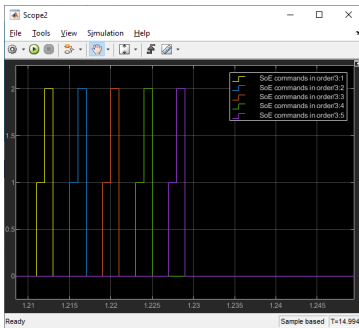 Scope2
File Tools View Simulation Help
SoE commands in order/3:1
SoE commands in order/3:2
SoE commands in order/3:3
SoE commands in order/3:4
SoE commands in order/3:5
2
1.5
1
0.5
0
1.21 1.215 1.22 1.225 1.23 1.235 1.24 1.245
Ready Sample based T=14.994